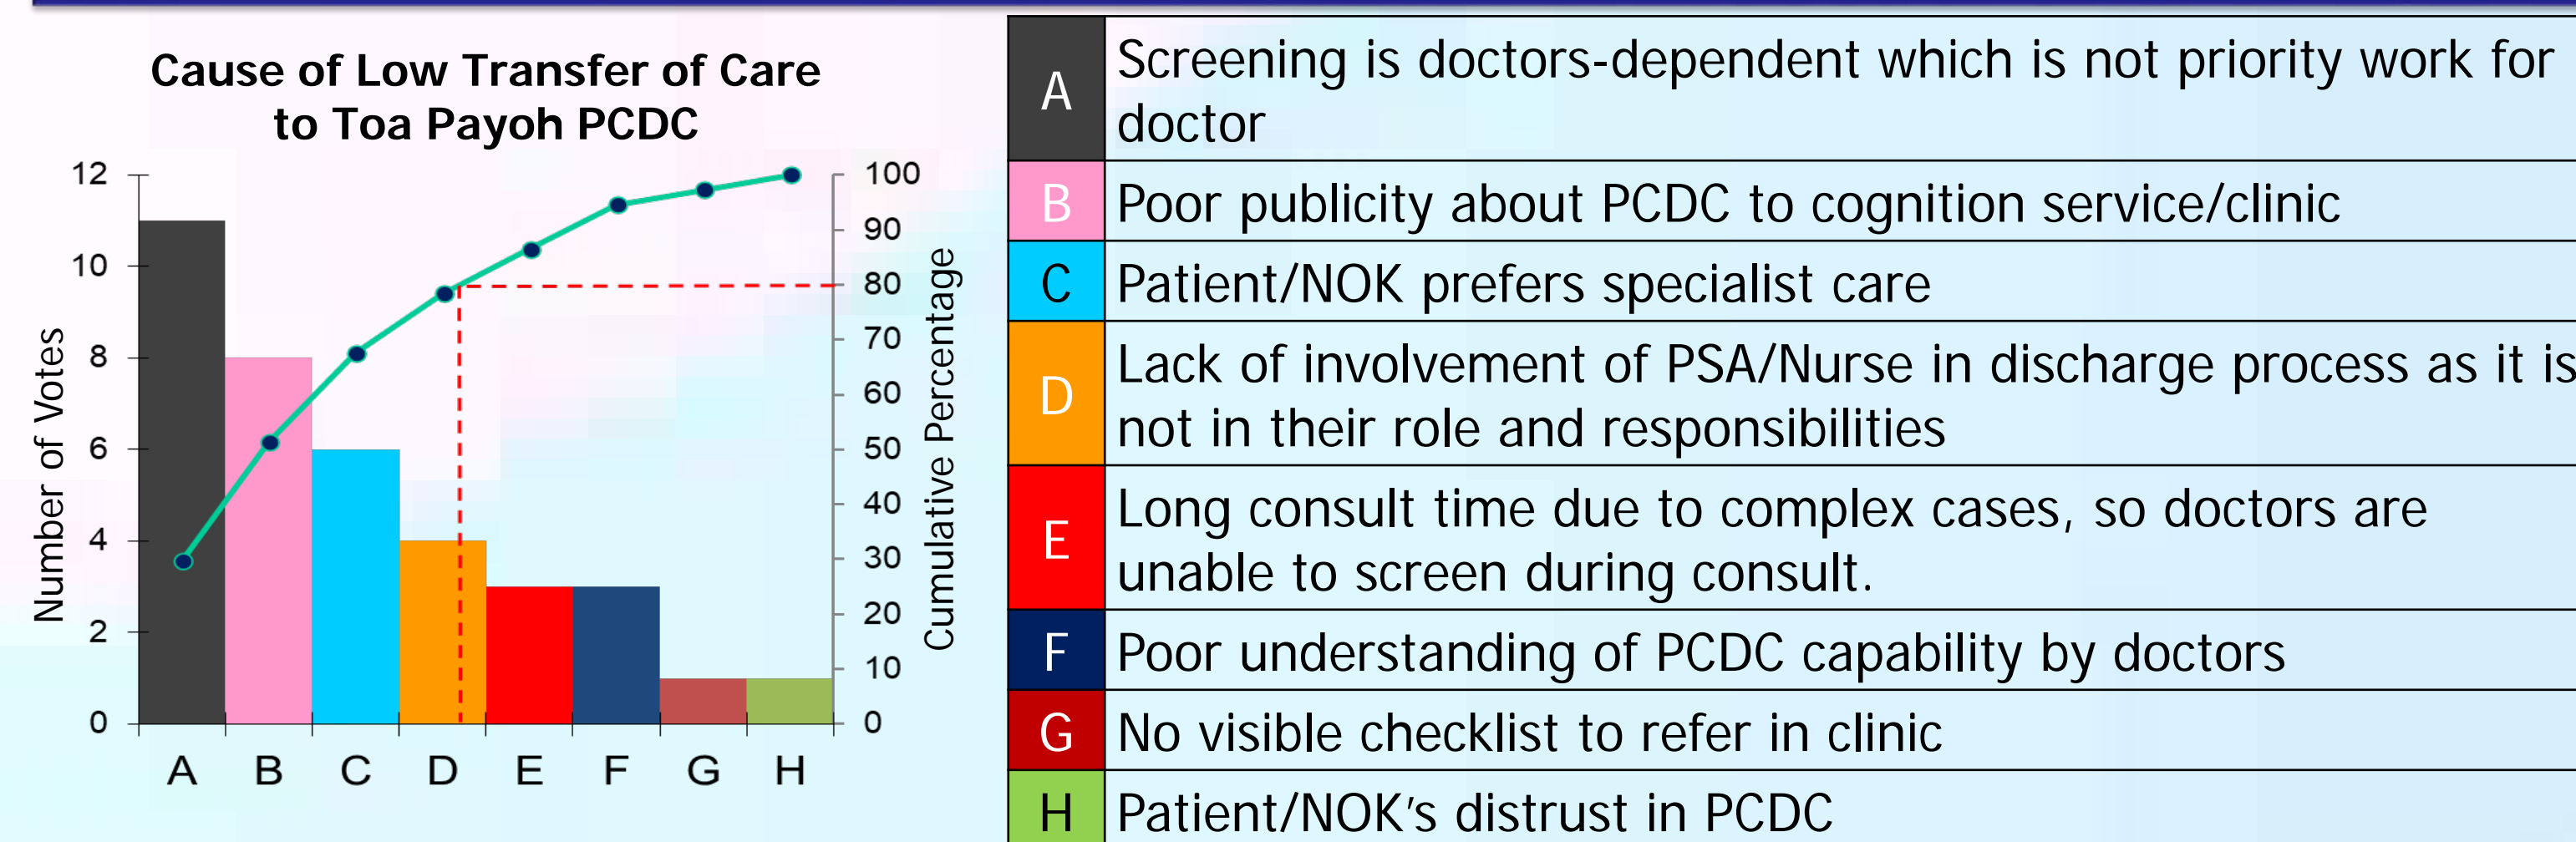 Cause of Low Transfer of Care
to Toa Payoh PCDC
12
10
8
6
4
2
0
Number of Votes
100
90
80
70
60
50
40
30
20
10
0
Cumulative Percentage
A B C D E F G H
A
Screening is doctors-dependent which is not priority work for
doctor
B Poor publicity about PCDC to cognition service/clinic
C Patient/NOK prefers specialist care
D
Lack of involvement of PSA/Nurse in discharge process as it is
not in their role and responsibilities
E
Long consult time due to complex cases, so doctors are
unable to screen during consult.
F Poor understanding of PCDC capability by doctors
G No visible checklist to refer in clinic
H Patient/NOK’s distrust in PCDC